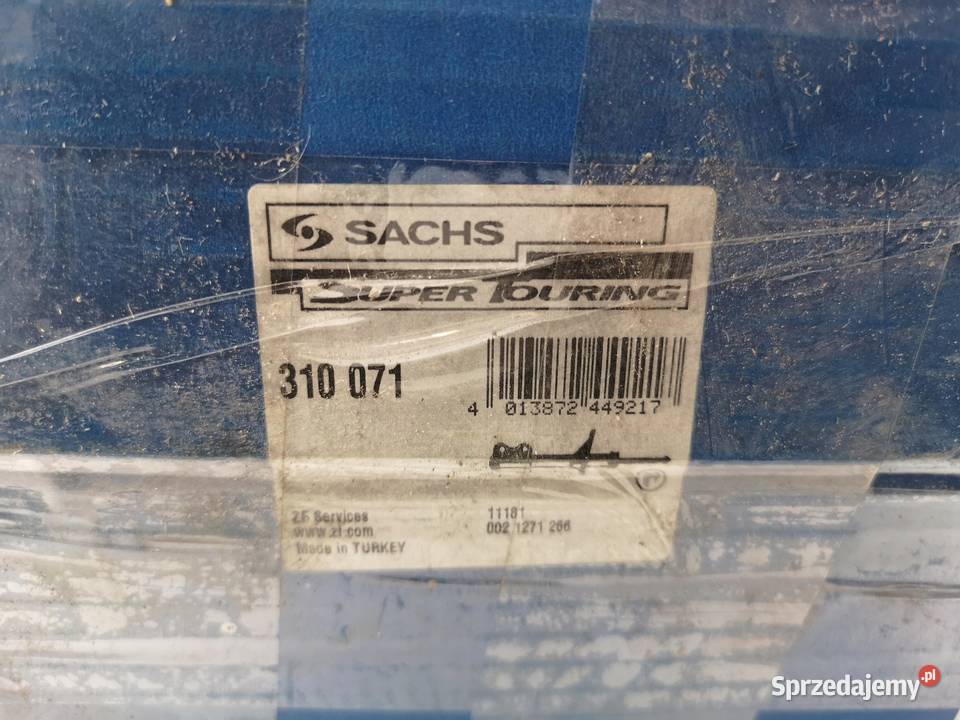 SACHS
SUPER TOURING
310 071
4 013872 449217
r
ZF Services
www.zf.com
Made in TURKEY
11181
002 1271 266
Sprzedajemy.pl